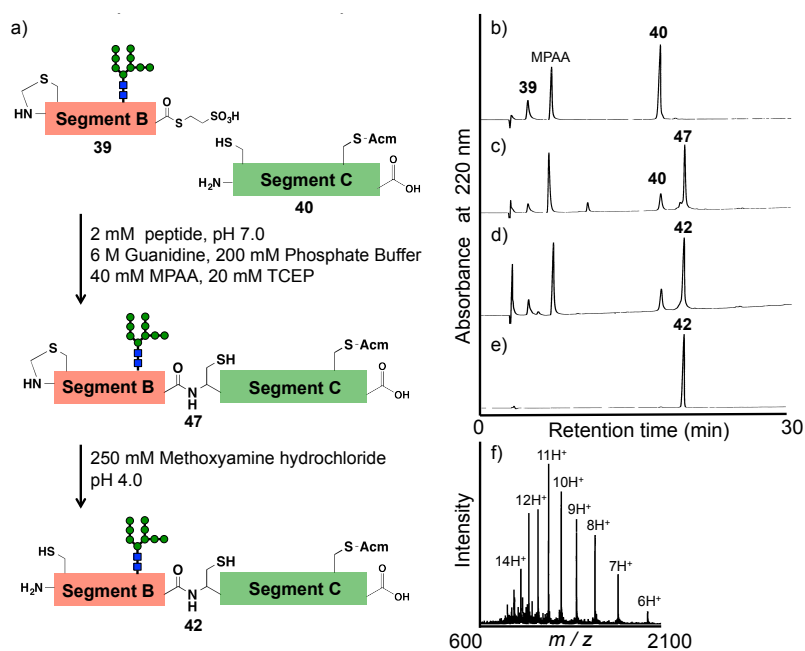 a)
S
HN
Segment B
O
S
SO3H
39
HS
S-Acm
H2N
Segment C
O
OH
40
2 mM peptide, pH 7.0
6 M Guanidine, 200 mM Phosphate Buffer
40 mM MPAA, 20 mM TCEP
S
HN
Segment B
O
N
H
SH
Segment C
S-Acm
O
OH
47
250 mM Methoxyamine hydrochloride
pH 4.0
HS
H2N
Segment B
O
N
H
SH
Segment C
S-Acm
O
OH
42
b)
39
MPAA
40
c)
40
47
d)
42
e)
42
Absorbance at 220 nm
0
Retention time (min)
30
f)
14H+
12H+
11H+
10H+
9H+
8H+
7H+
6H+
Intensity
600
m / z
2100